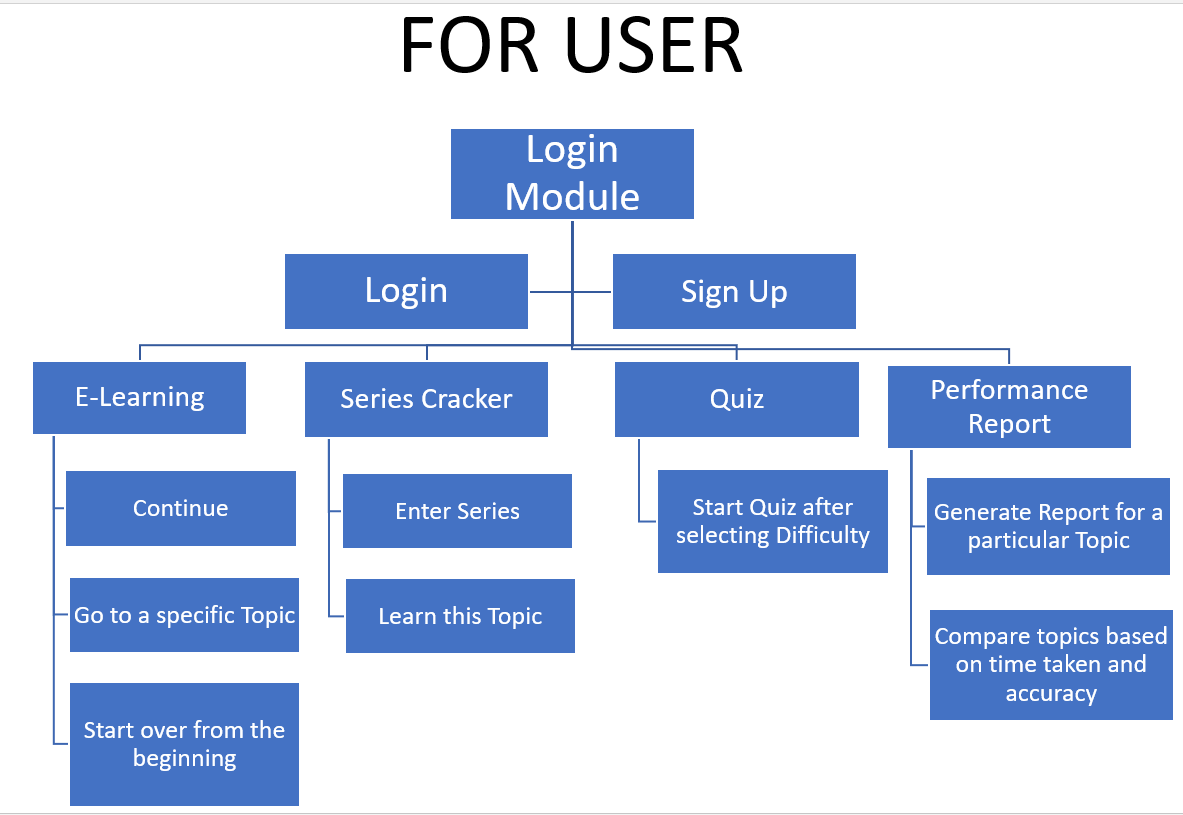 FOR USER
Login
Module
Login
Sign Up
E-Learning
Series Cracker
Quiz
Performance
Report
Continue
Go to a specific Topic
Start over from the
beginning
Enter Series
Learn this Topic
Start Quiz after
selecting Difficulty
Generate Report for a
particular Topic
Compare topics based
on time taken and
accuracy